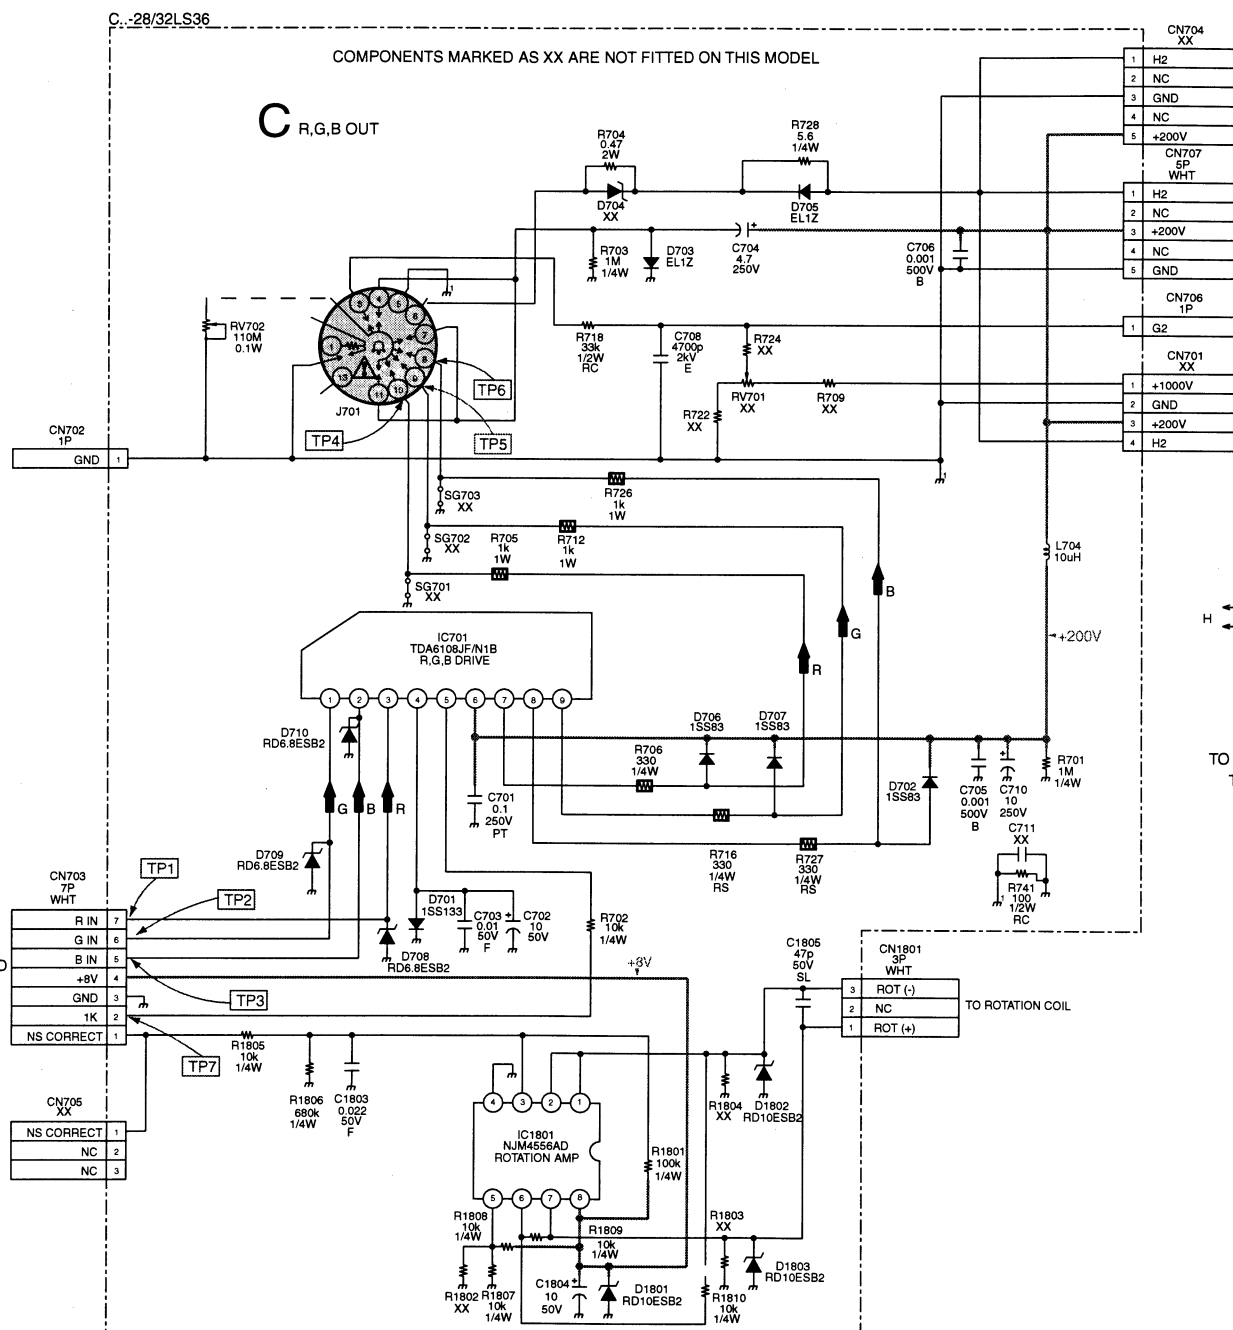 C..-28/32LS36
COMPONENTS MARKED AS XX ARE NOT FITTED ON THIS MODEL
C R,G,B OUT
CN704
XX
1 H2
2 NC
3 GND
4 NC
5 +200V
CN707
5P
WHT
1 H2
2 NC
3 +200V
4 NC
5 GND
CN706
1P
1 G2
CN701
XX
1 +1000V
2 GND
3 +200V
4 H2
R704
0.47
2W
D704
XX
R728
5.6
1/4W
D705
EL1Z
R703
1M
1/4W
D703
EL1Z
C704
4.7
250V
C706
0.001
500V
B
RV702
110M
0.1W
1
3
4
5
6
7
8
9
10
11
13
1
J701
TP6
TP5
TP4
R718
33k
1/2W
RC
C708
4700p
2kV
E
R724
XX
RV701
XX
R709
XX
R722
XX
1
CN702
1P
GND 1
SG703
XX
R726
1k
1W
SG702
XX
R705
1k
1W
R712
1k
1W
SG701
XX
L704
10uH
B
G
R
+200V
H
IC701
TDA6108JF/N1B
R,G,B DRIVE
1 2 3 4 5 6 7 8 9
D710
RD6.8ESB2
D706
1SS83
D707
1SS83
R706
330
1/4W
D702
1SS83
C705
0.001
500V
B
C710
10
250V
R701
1M
1/4W
TO
G B R
C701
0.1
250V
PT
D709
RD6.8ESB2
R716
330
1/4W
RS
R727
330
1/4W
RS
C711
XX
R741
100
1/2W
RC
1
CN703
7P
WHT
R IN 7
G IN 6
B IN 5
+8V 4
GND 3
1K 2
NS CORRECT 1
TP1
TP2
TP3
TP7
D708
RD6.8ESB2
D701
1SS133
C703
0.01
50V
F
C702
10
50V
R702
10k
1/4W
+8V
C1805
47p
50V
SL
CN1801
3P
WHT
3 ROT (-)
2 NC
1 ROT (+)
TO ROTATION COIL
R1805
10k
1/4W
R1806
680k
1/4W
C1803
0.022
50V
F
CN705
XX
NS CORRECT 1
NC 2
NC 3
4 3 2 1
IC1801
NJM4556AD
ROTATION AMP
5 6 7 8
R1801
100k
1/4W
R1804
XX
D1802
RD10ESB2
R1808
10k
1/4W
R1809
10k
1/4W
R1803
XX
D1803
RD10ESB2
R1802
XX
R1807
10k
1/4W
C1804
10
50V
D1801
RD10ESB2
R1810
10k
1/4W